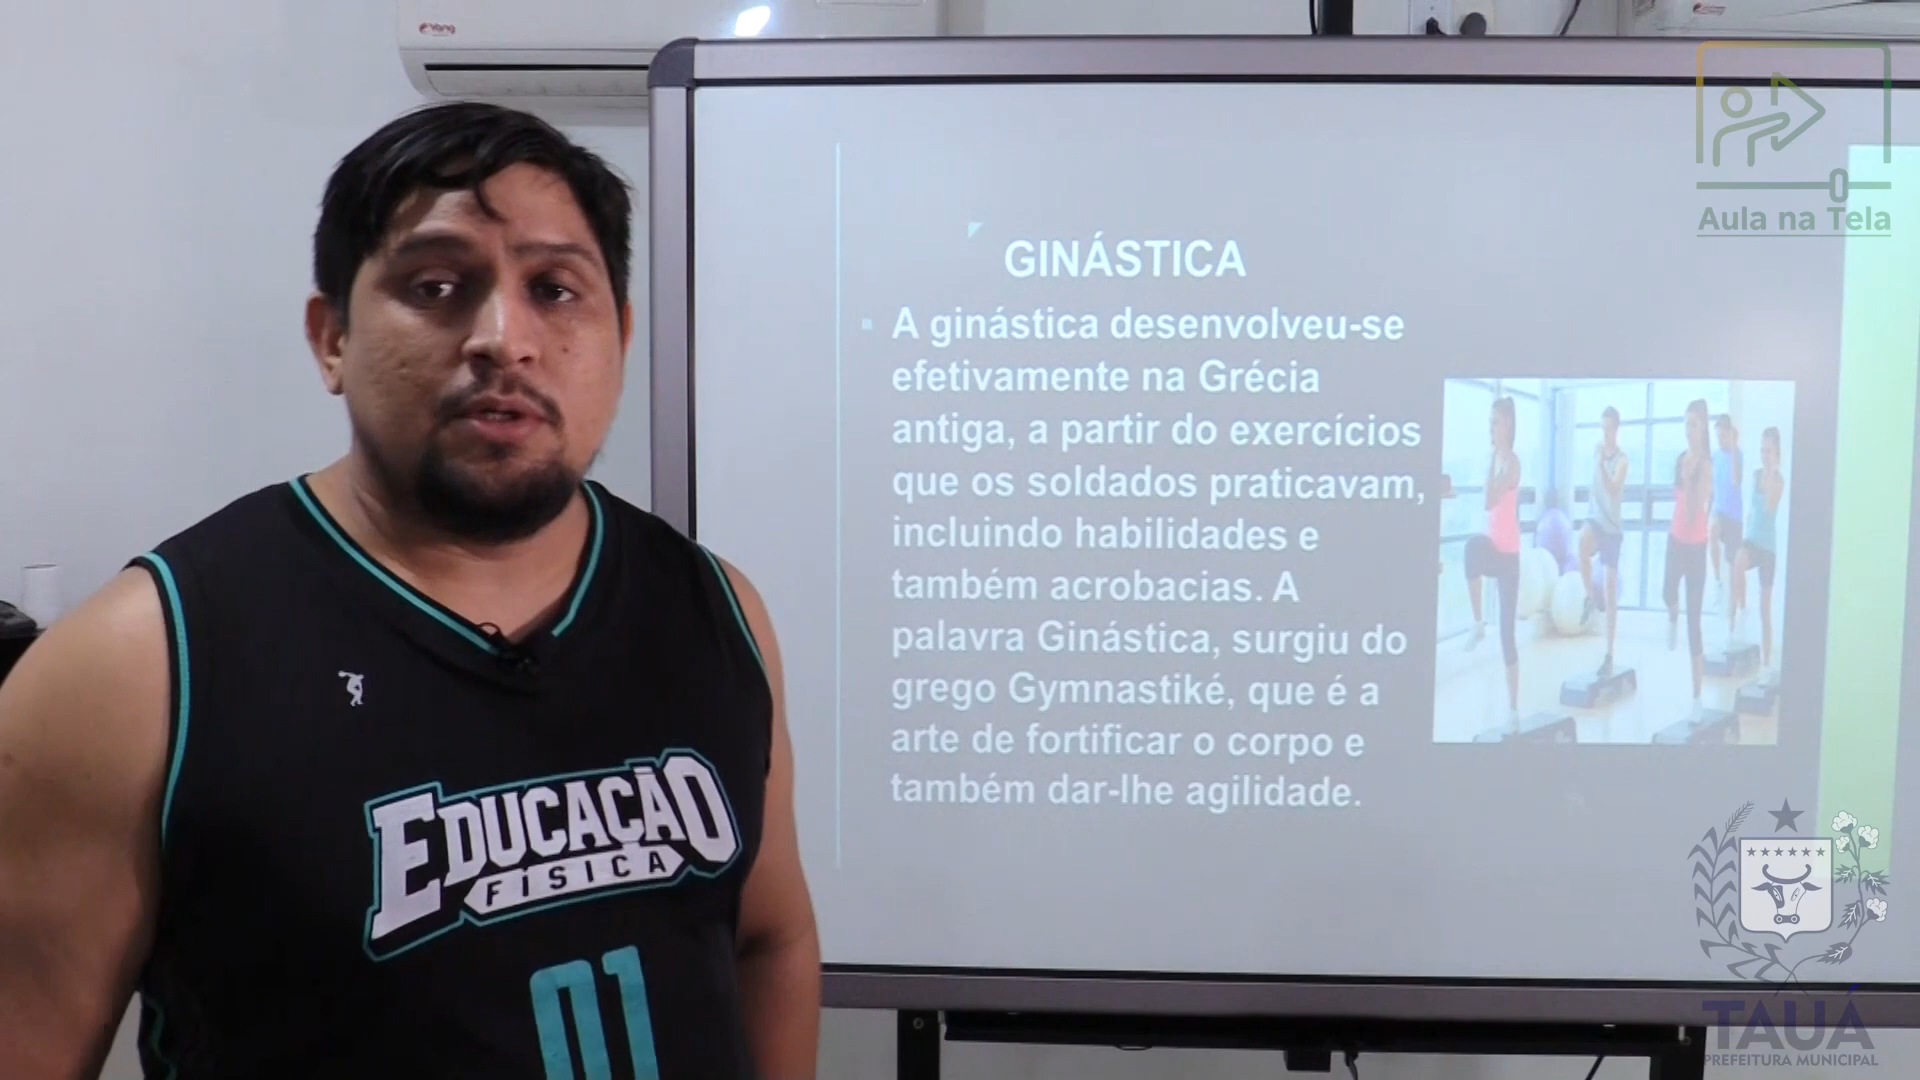 Aula na Tela
GINÁSTICA
A ginástica desenvolveu-se
efetivamente na Grécia
antiga, a partir do exercícios
que os soldados praticavam,
incluindo habilidades e
também acrobacias. A
palavra Ginástica, surgiu do
grego Gymnastiké, que é a
arte de fortificar o corpo e
também dar-lhe agilidade.
EDUCAÇÃO
FÍSICA
01
TAUÁ
PREFEITURA MUNICIPAL